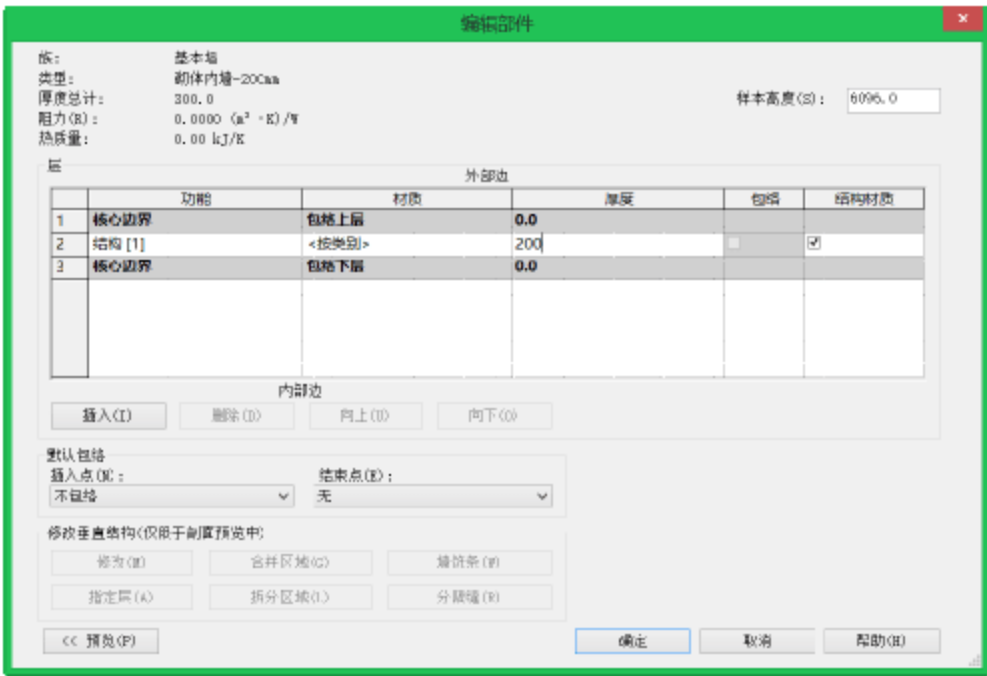 编辑部件
族： 基本墙
类型： 砌体内墙-200mm
厚度总计： 300.0 样本高度(S)： 6096.0
阻力(R)： 0.0000 (m²·K)/W
热质量： 0.00 kJ/K
层
外部边
功能 材质 厚度 包络 结构材质
1 核心边界 包络上层 0.0
2 结构 [1] <按类别> 200
3 核心边界 包络下层 0.0
内部边
插入(I) 删除(D) 向上(U) 向下(O)
默认包络
插入点(N)： 结束点(E)：
不包络 无
修改垂直结构(仅限于剖面预览中)
修改(M) 合并区域(G) 墙饰条(W)
指定层(A) 拆分区域(L) 分隔缝(R)
<< 预览(P) 确定 取消 帮助(H)